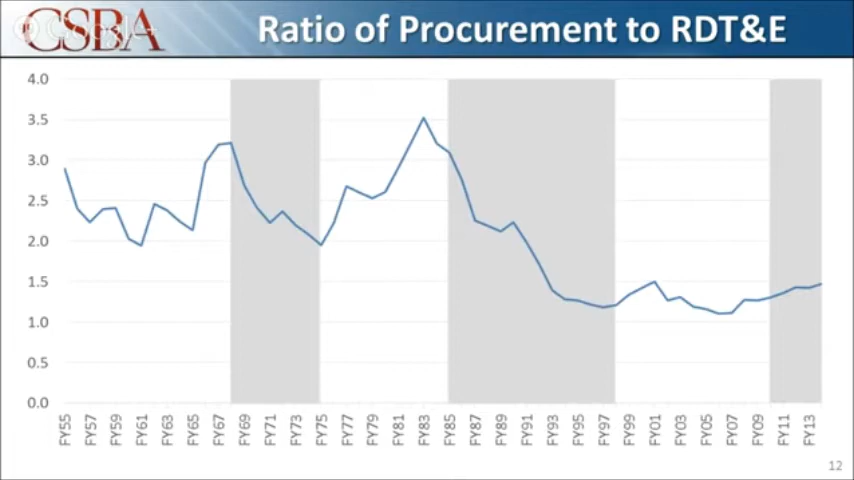 CSBA
Google+
Ratio of Procurement to RDT&E
4.0
3.5
3.0
2.5
2.0
1.5
1.0
0.5
0.0
FY55
FY57
FY59
FY61
FY63
FY65
FY67
FY69
FY71
FY73
FY75
FY77
FY79
FY81
FY83
FY85
FY87
FY89
FY91
FY93
FY95
FY97
FY99
FY01
FY03
FY05
FY07
FY09
FY11
FY13
12